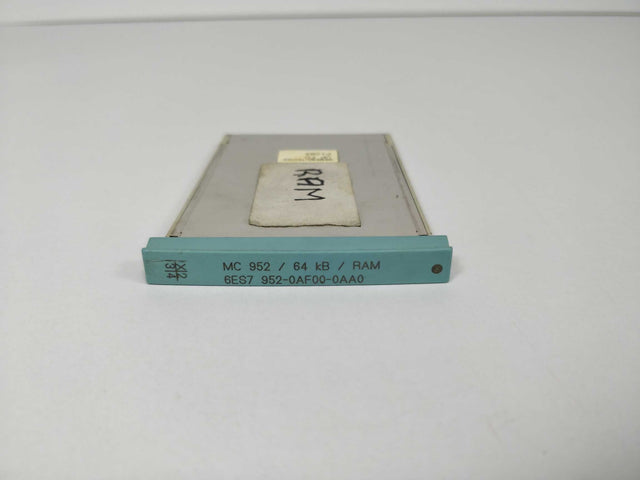 RAM
MC 952 / 64 kB / RAM
6ES7 952-0AF00-0AA0